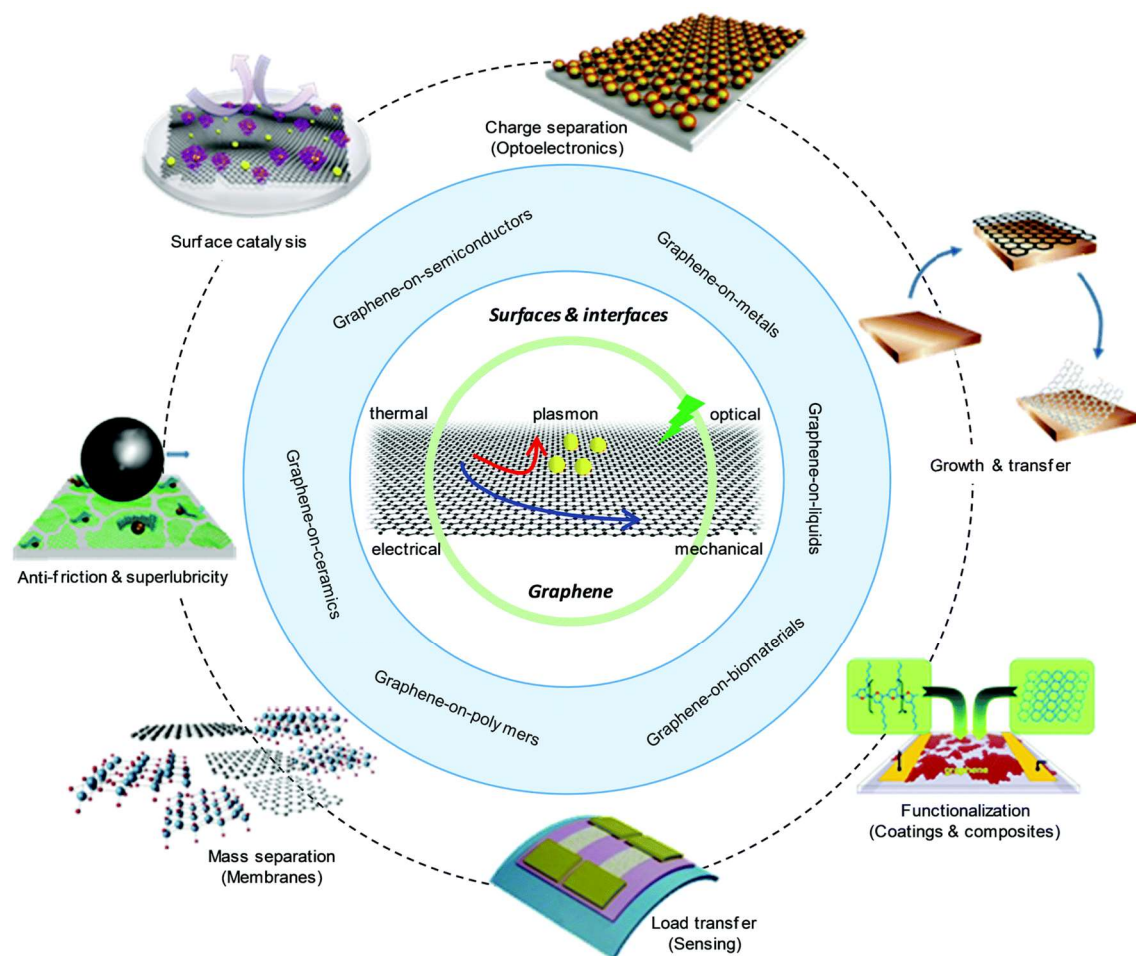 Charge separation
(Optoelectronics)
Surface catalysis
Graphene-on-semiconductors
Graphene-on-metals
Surfaces & interfaces
thermal
plasmon
optical
Growth & transfer
Graphene-on-liquids
Graphene-on-ceramics
Anti-friction & superlubricity
electrical
mechanical
Graphene
Graphene-on-polymers
Graphene-on-biomaterials
graphene
Functionalization
(Coatings & composites)
Mass separation
(Membranes)
Load transfer
(Sensing)